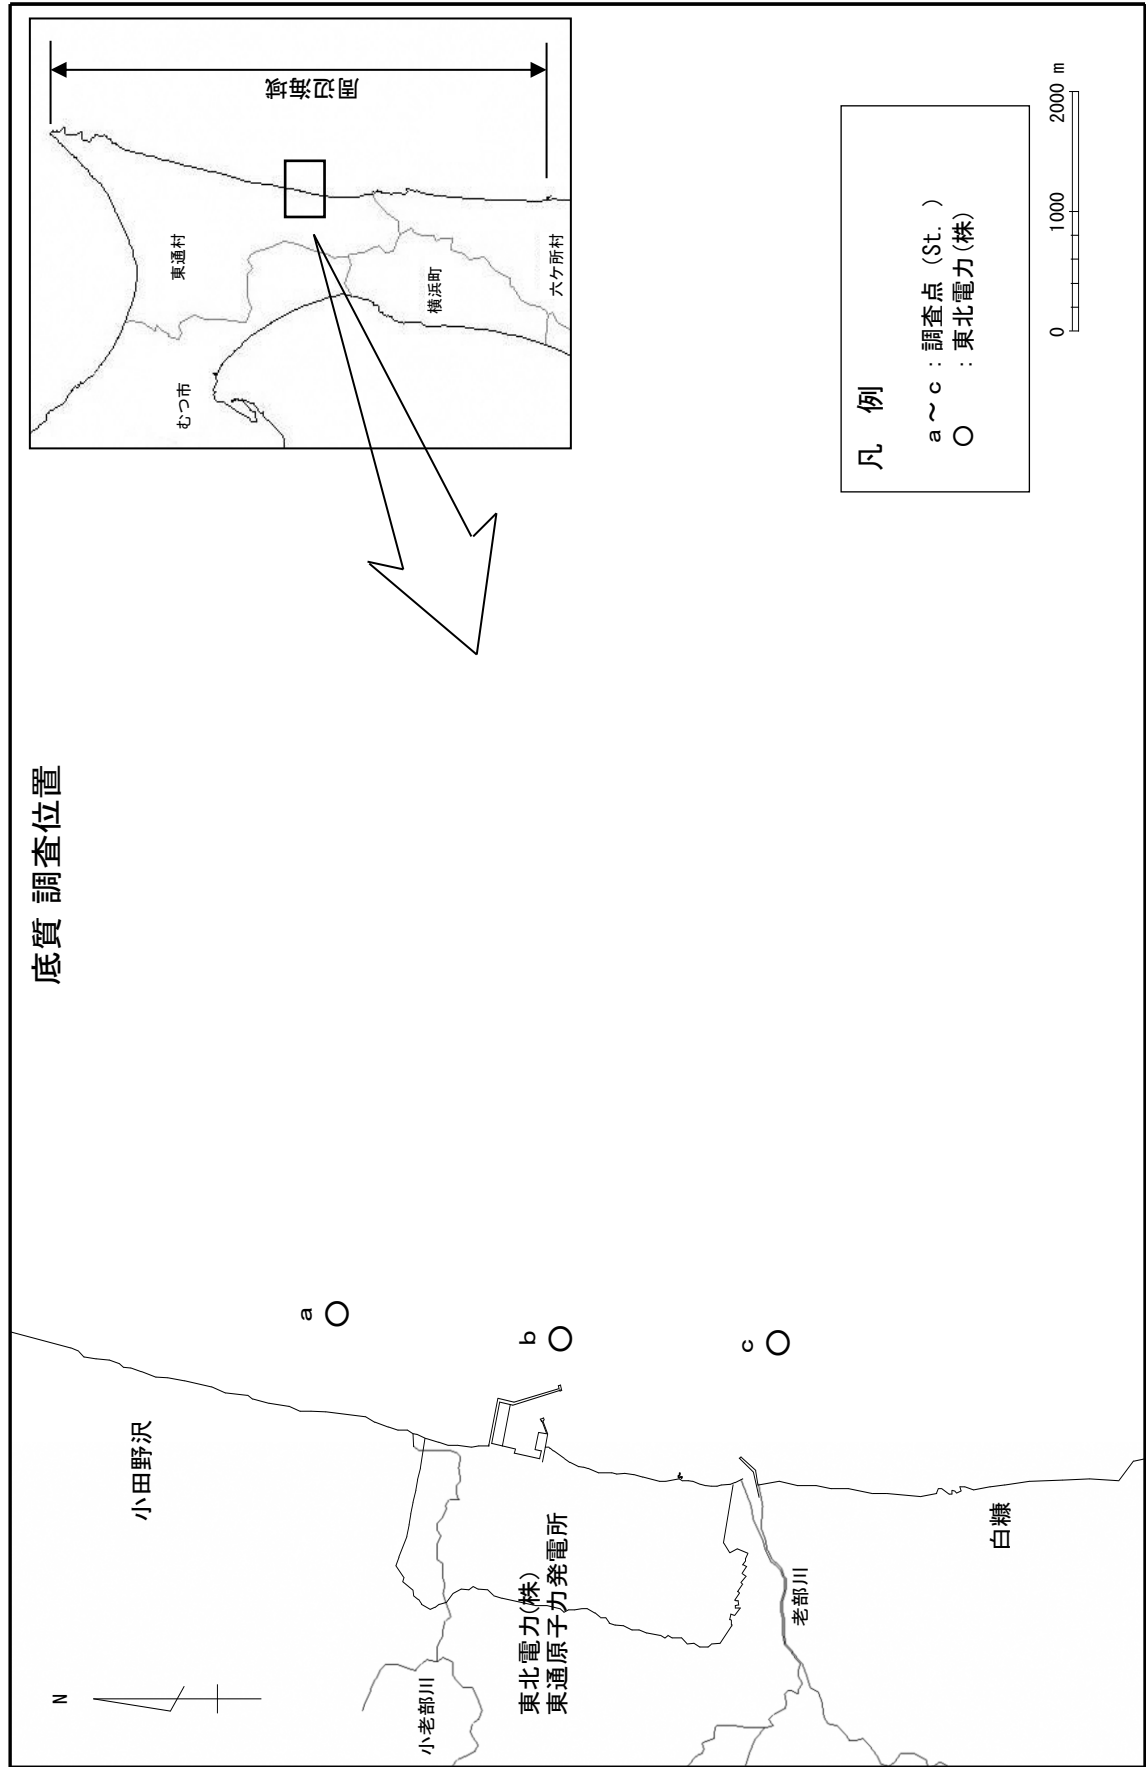 底質 調査位置
N
小田野沢
小老部川
東北電力(株)
東通原子力発電所
老部川
白糠
a
b
c
むつ市
東通村
横浜町
六ケ所村
周辺海域
凡 例
a~c:調査点(St. )
○ :東北電力(株)
0 1000 2000 m